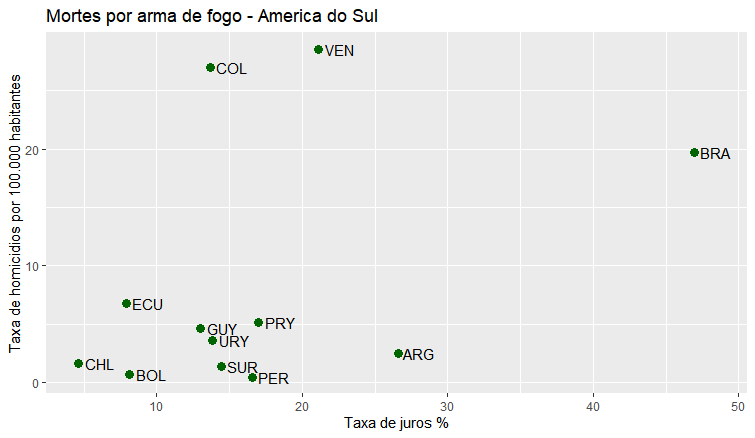 Mortes por arma de fogo - America do Sul
Taxa de homicidios por 100.000 habitantes
20
10
0
VEN
COL
BRA
ECU
GUY
PRY
URY
ARG
CHL
SUR
BOL
PER
10
20
30
40
50
Taxa de juros %